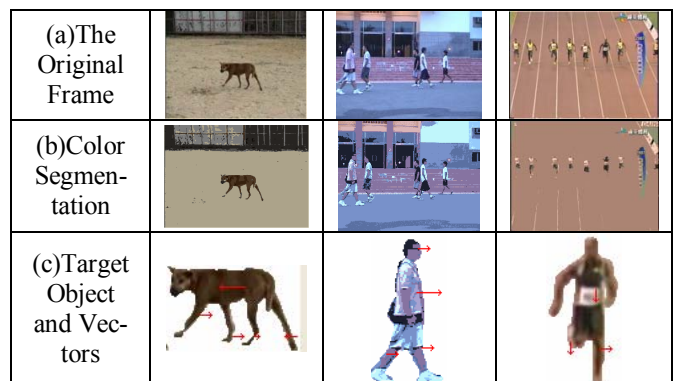 (a)The
Original
Frame
(b)Color
Segmen-
tation
(c)Target
Object
and Vec-
tors